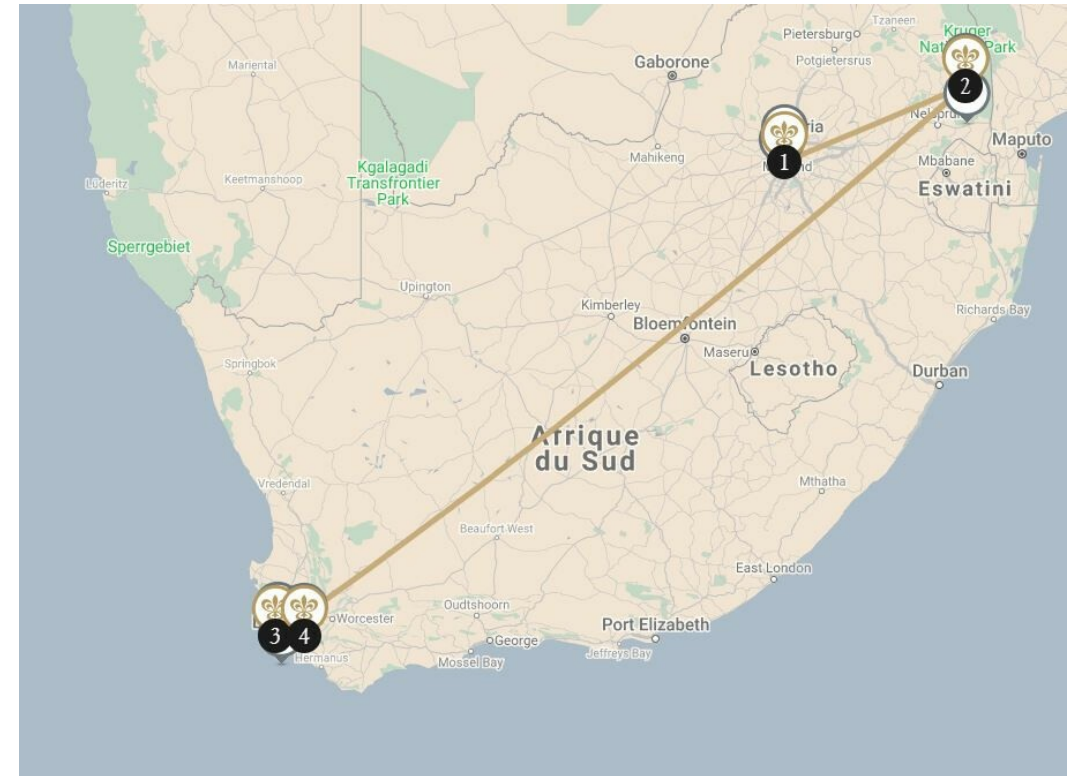 Tzaneen
Pietersburg
Kruger
National Park
Mariental
Gaborone
Potgietersrus
2
Mahikeng
1
Maputo
Mbabane
Eswatini
Kgalagadi
Transfrontier
Park
Lüderitz
Keetmanshoop
Sperrgebiet
Upington
Kimberley
Richards Bay
Bloemfontein
Maseru
Lesotho
Springbok
Durban
Afrique
du Sud
Vredendal
Mthatha
Beaufort West
East London
Oudtshoorn
Worcester
Port Elizabeth
3
4
George
Jeffreys Bay
Hermanus
Mossel Bay